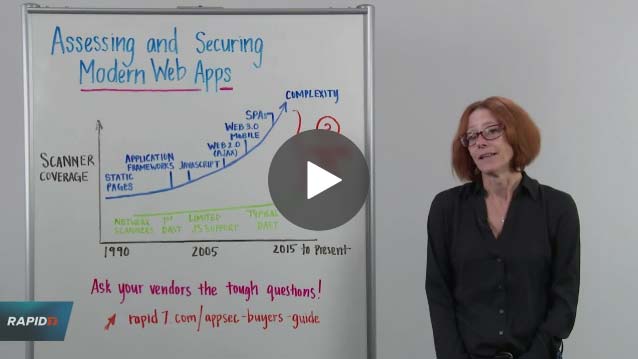 Assessing and Securing
Modern Web Apps
COMPLEXITY
SPA
WEB 3.0
MOBILE
WEB 2.0
(AJAX)
?
SCANNER
COVERAGE
APPLICATION
FRAMEWORKS
JAVASCRIPT
STATIC
PAGES
NETWORK
SCANNERS
1st
DAST
LIMITED
JS SUPPORT
TYPICAL
DAST
1990
2005
2015 to Present
Ask your vendors the tough questions!
rapid7.com/appsec-buyers-guide
RAPID7